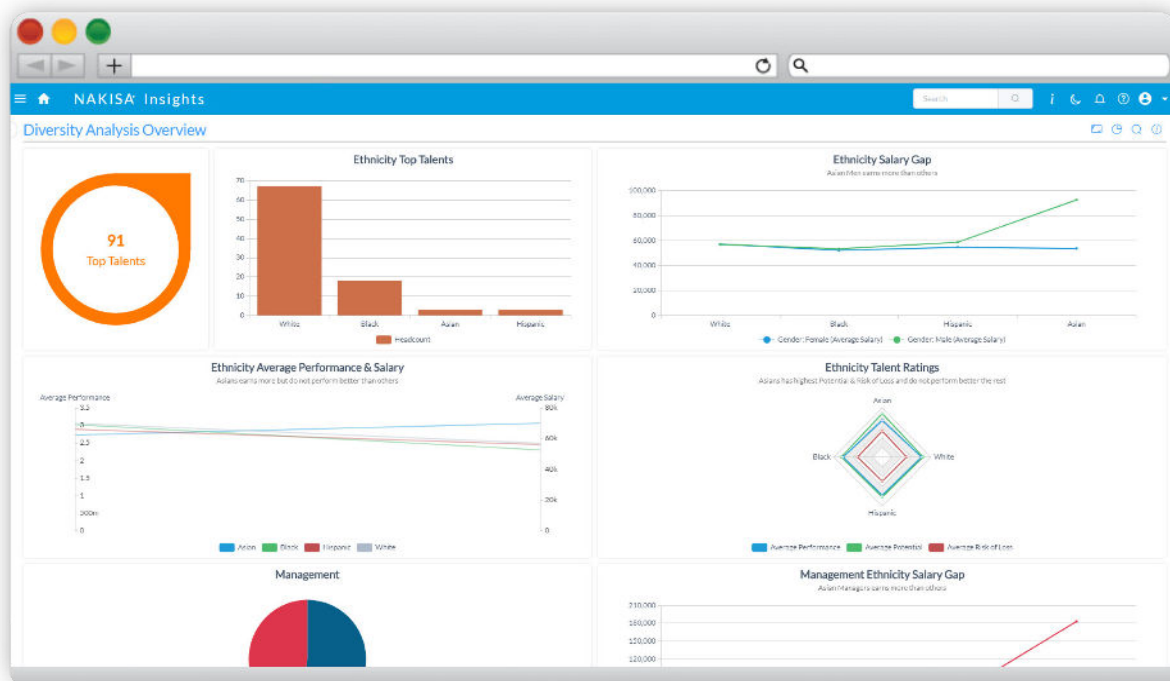 NAKISA Insights
Search
Diversity Analysis Overview
91
Top Talents
Ethnicity Top Talents
70
60
50
40
30
20
10
0
White
Black
Asian
Hispanic
Headcount
Ethnicity Salary Gap
Asian Men earns more than others
100,000
80,000
60,000
40,000
20,000
0
White
Black
Hispanic
Asian
Gender: Female (Average Salary)
Gender: Male (Average Salary)
Ethnicity Average Performance & Salary
Asians earns more but do not perform better than others
Average Performance
Average Salary
3.5
3
2.5
2
1.5
1
500m
0
80k
60k
40k
20k
0
Asian
Black
Hispanic
White
Ethnicity Talent Ratings
Asians has highest Potential & Risk of Loss and do not perform better the rest
Asian
Black
White
Hispanic
Average Performance
Average Potential
Average Risk of Loss
Management
Management Ethnicity Salary Gap
Asian Managers earns more than others
210,000
180,000
150,000
120,000